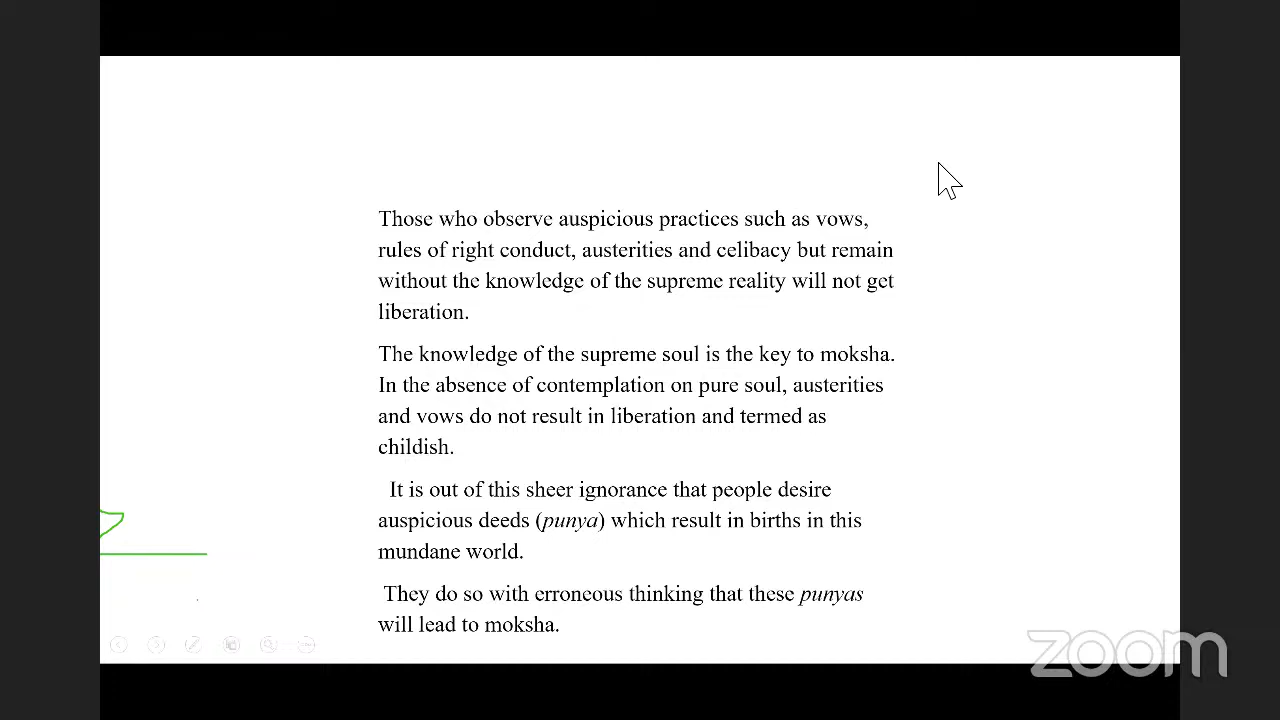 Those who observe auspicious practices such as vows,
rules of right conduct, austerities and celibacy but remain
without the knowledge of the supreme reality will not get
liberation.
The knowledge of the supreme soul is the key to moksha.
In the absence of contemplation on pure soul, austerities
and vows do not result in liberation and termed as
childish.
It is out of this sheer ignorance that people desire
auspicious deeds (punya) which result in births in this
mundane world.
They do so with erroneous thinking that these punyas
will lead to moksha.
zoom